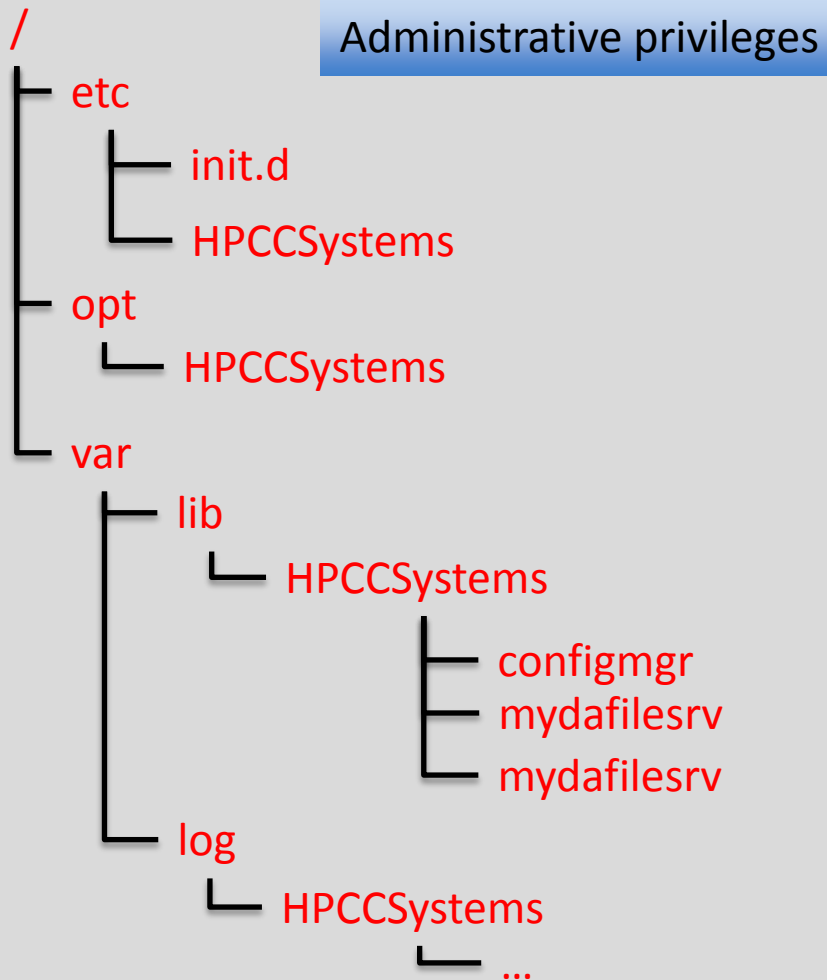 /
Administrative privileges
etc
init.d
HPCCSystems
opt
HPCCSystems
var
lib
HPCCSystems
configmgr
mydafilesrv
mydafilesrv
log
HPCCSystems
...